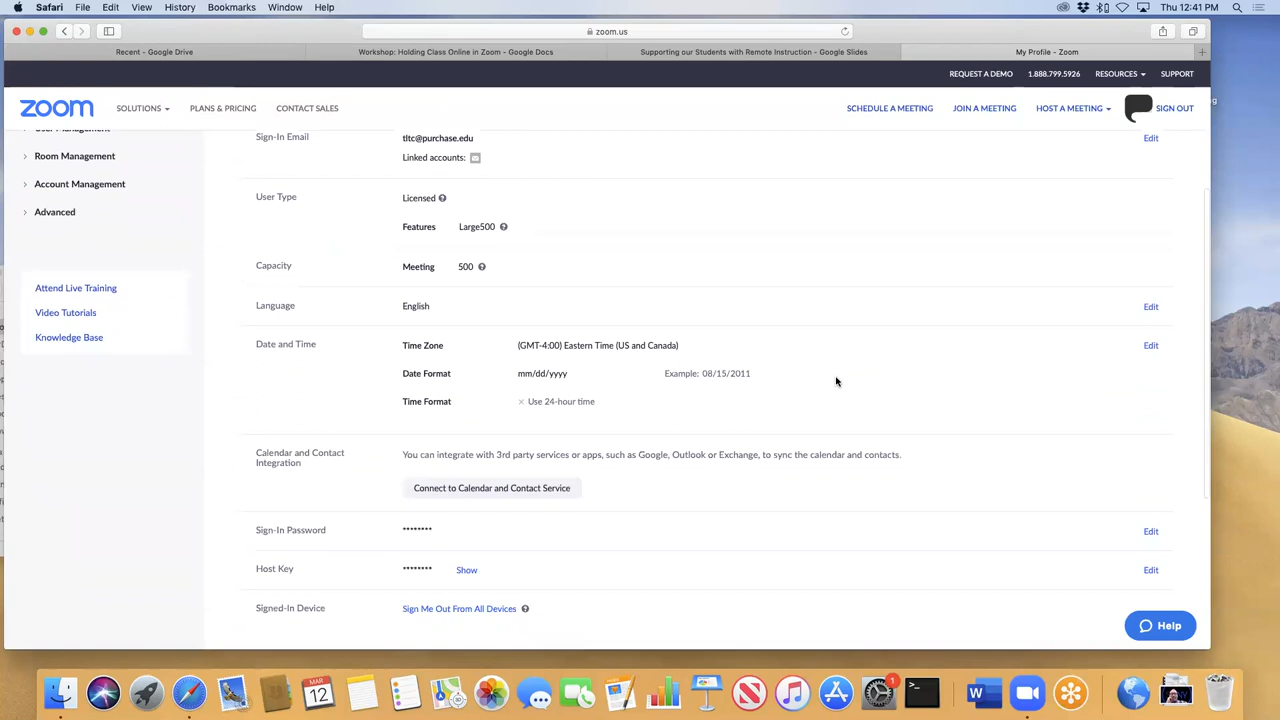 Safari File Edit View History Bookmarks Window Help Thu 12:41 PM
zoom.us
Recent - Google Drive Workshop: Holding Class Online in Zoom - Google Docs Supporting our Students with Remote Instruction - Google Slides My Profile - Zoom
REQUEST A DEMO 1.888.799.5926 RESOURCES SUPPORT
zoom SOLUTIONS PLANS & PRICING CONTACT SALES SCHEDULE A MEETING JOIN A MEETING HOST A MEETING SIGN OUT
User Management
Room Management
Account Management
Advanced
Attend Live Training
Video Tutorials
Knowledge Base
Sign-In Email tltc@purchase.edu Edit
Linked accounts:
User Type Licensed
Features Large500
Capacity Meeting 500
Language English Edit
Date and Time Time Zone (GMT-4:00) Eastern Time (US and Canada) Edit
Date Format mm/dd/yyyy Example: 08/15/2011
Time Format × Use 24-hour time
Calendar and Contact
Integration
You can integrate with 3rd party services or apps, such as Google, Outlook or Exchange, to sync the calendar and contacts.
Connect to Calendar and Contact Service
Sign-In Password ******** Edit
Host Key ******** Show Edit
Signed-In Device Sign Me Out From All Devices
Help
MAR
12
1